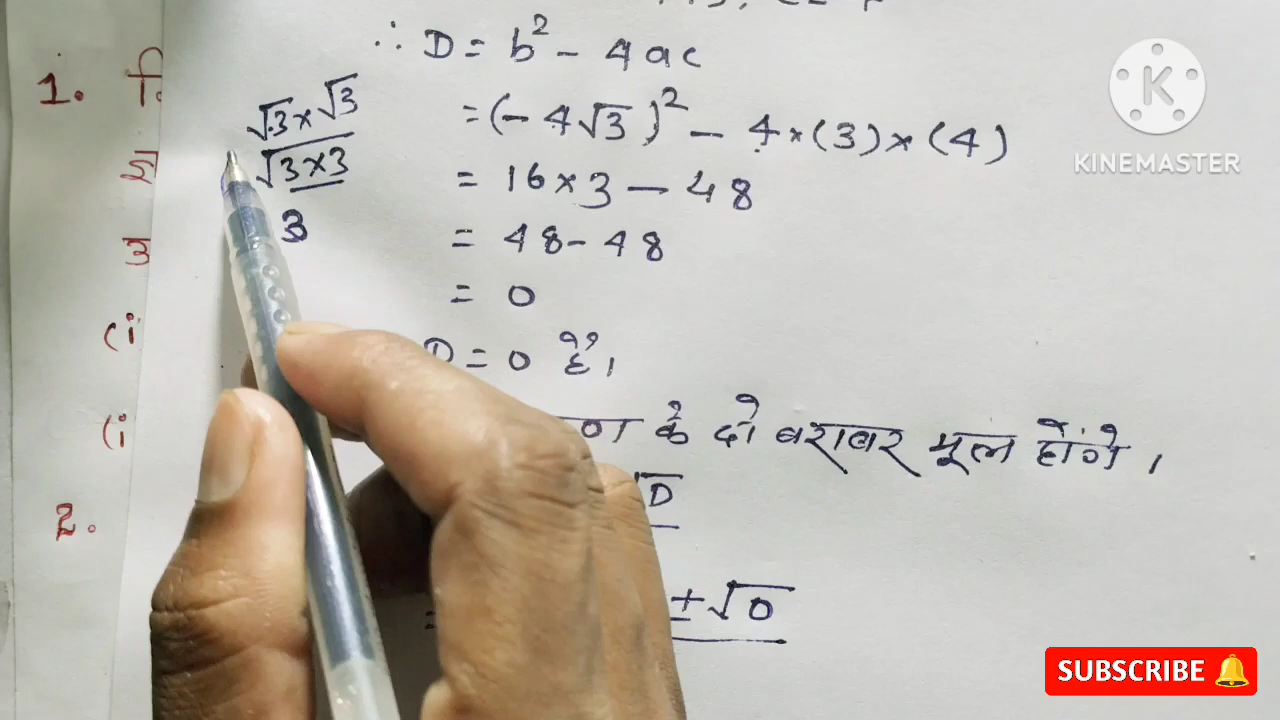 ∴ D = b² - 4ac
= (-4√3)² - 4×(3)×(4)
= 16×3 - 48
= 48 - 48
= 0
D = 0 है।
के दो बराबर मूल होंगे।
√D
± √0
√3 × √3
√3×3
3
1.
(i
(i
2.
KINEMASTER
SUBSCRIBE